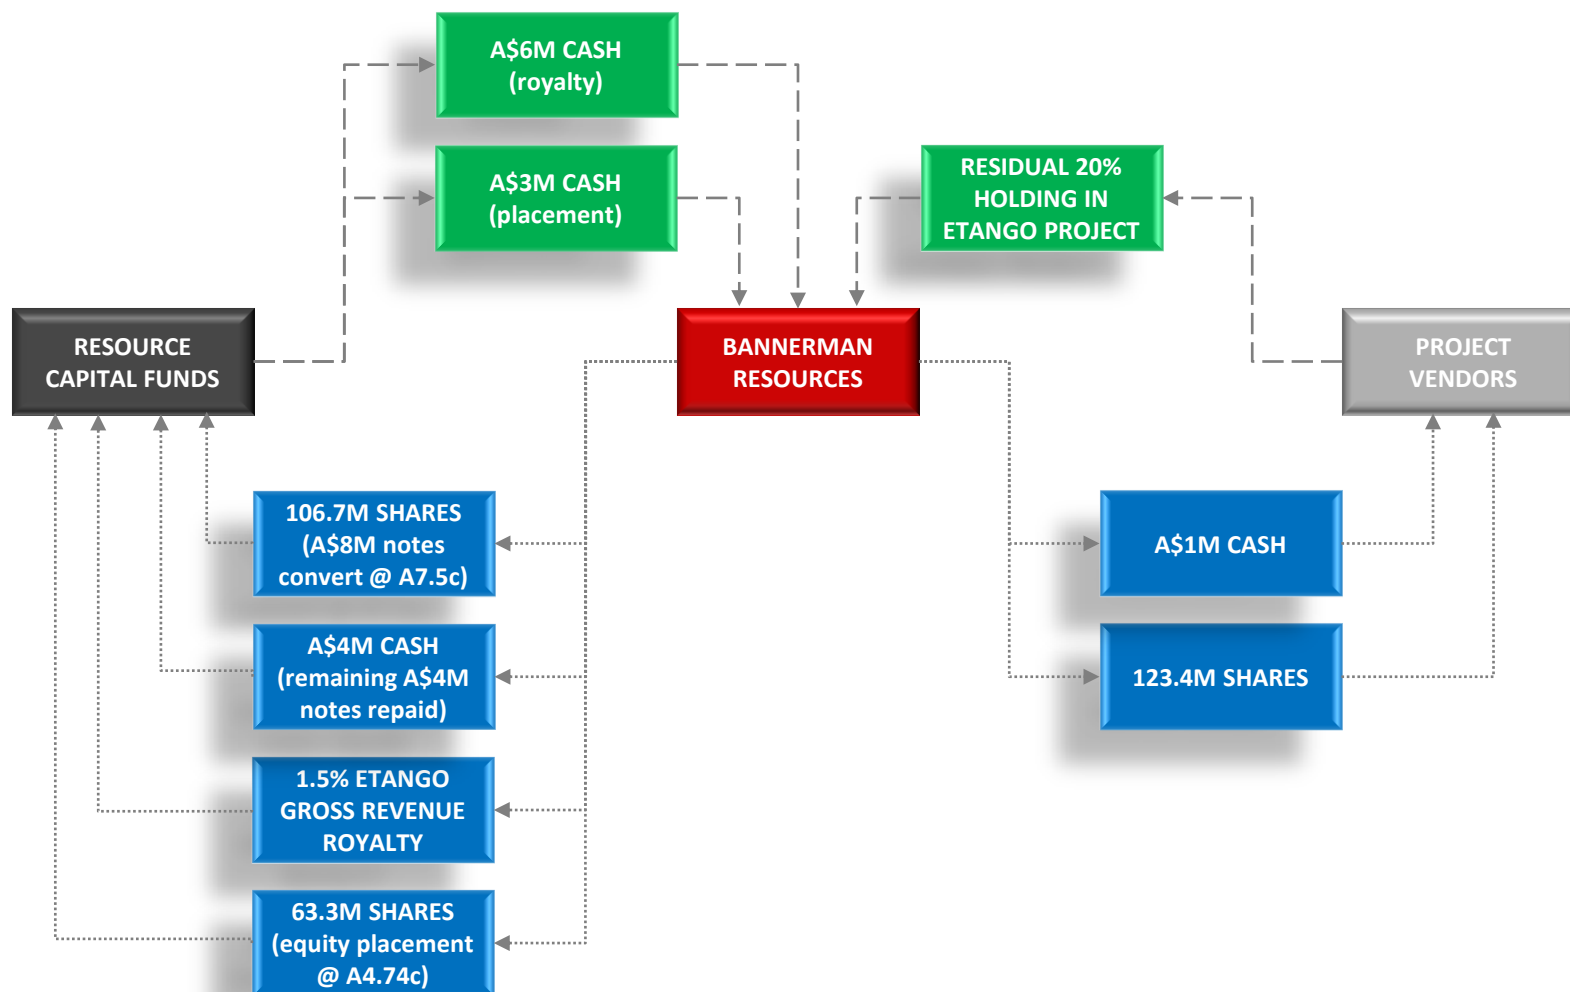 A$6M CASH
(royalty)
A$3M CASH
(placement)
RESIDUAL 20%
HOLDING IN
ETANGO PROJECT
RESOURCE
CAPITAL FUNDS
BANNERMAN
RESOURCES
PROJECT
VENDORS
106.7M SHARES
(A$8M notes
convert @ A7.5c)
A$4M CASH
(remaining A$4M
notes repaid)
1.5% ETANGO
GROSS REVENUE
ROYALTY
63.3M SHARES
(equity placement
@ A4.74c)
A$1M CASH
123.4M SHARES